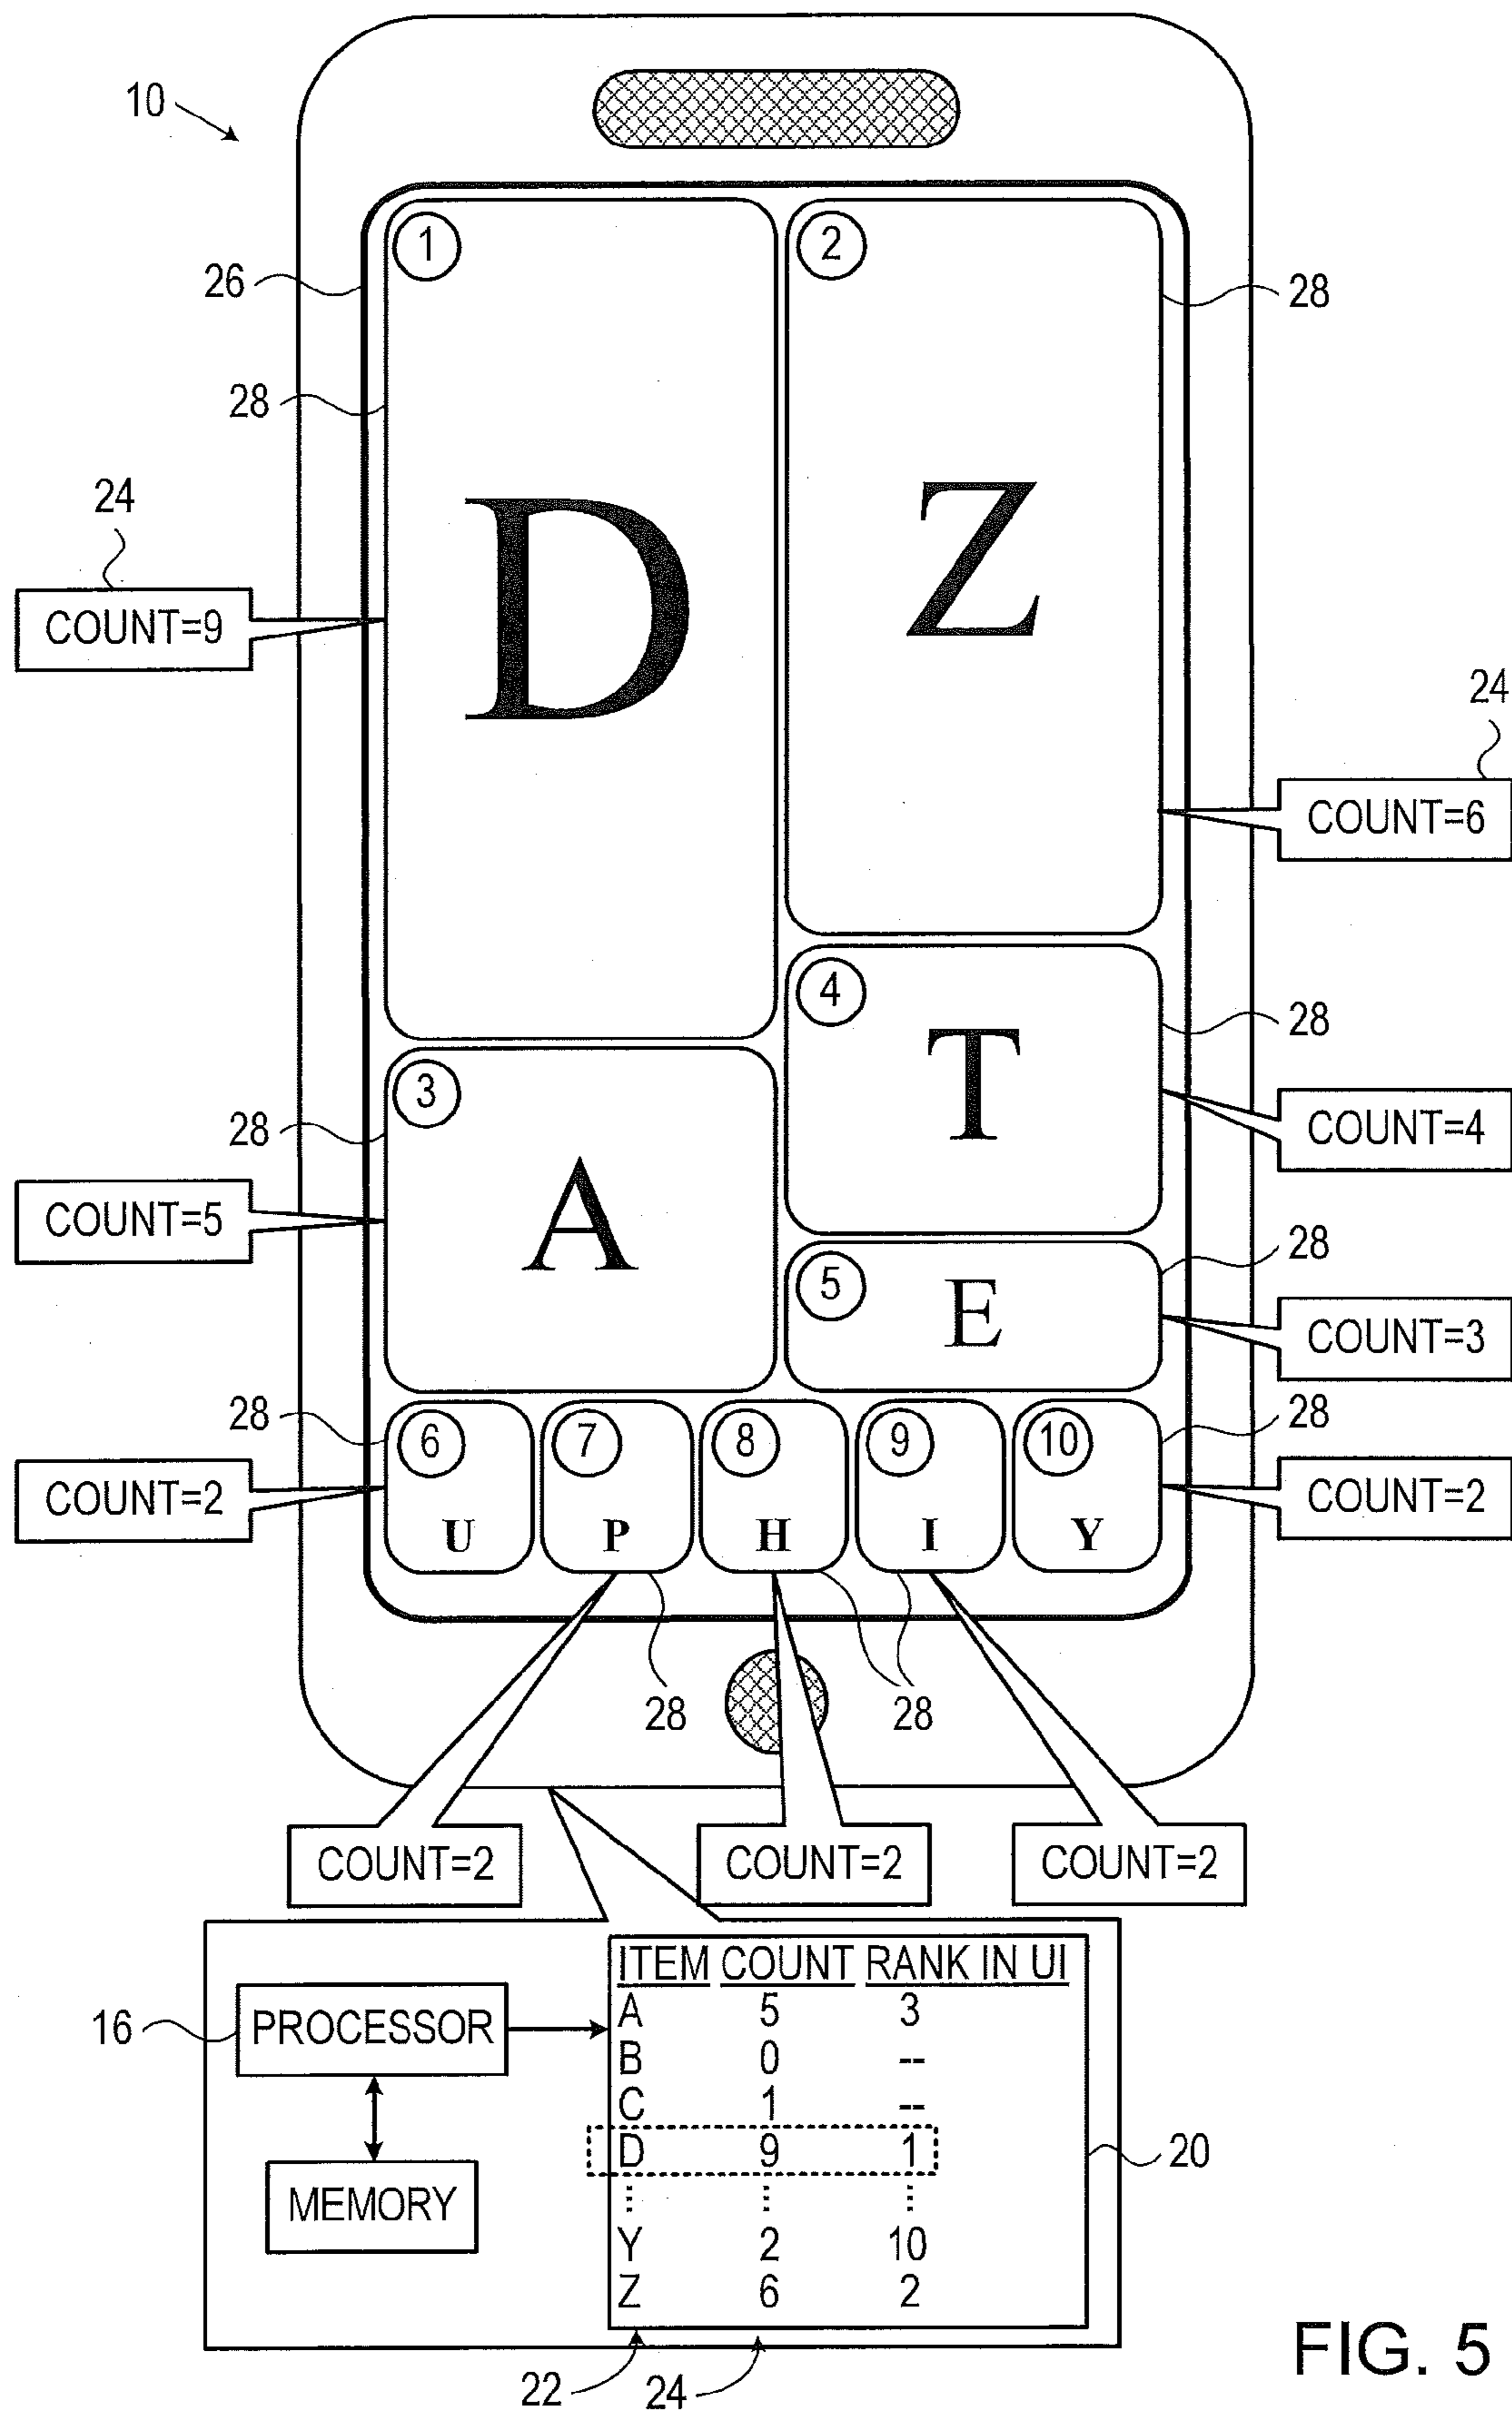 10
1
2
26
28
28
D
Z
24
COUNT=9
24
COUNT=6
4
28
T
3
28
A
COUNT=4
COUNT=5
28
5
E
COUNT=3
28
6
7
8
9
10
28
COUNT=2
COUNT=2
U
P
H
I
Y
28
28
COUNT=2
COUNT=2
COUNT=2
ITEM COUNT RANK IN UI
16
PROCESSOR
A 5 3
B 0 --
C 1 --
D 9 1
20
MEMORY
Y 2 10
Z 6 2
22
24
FIG. 5